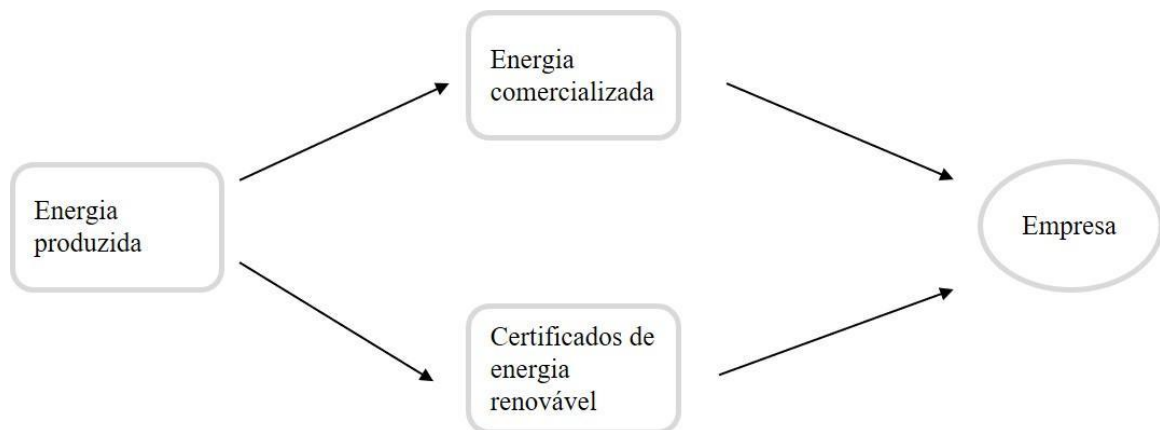 Energia
comercializada
Energia
produzida
Empresa
Certificados de
energia
renovável